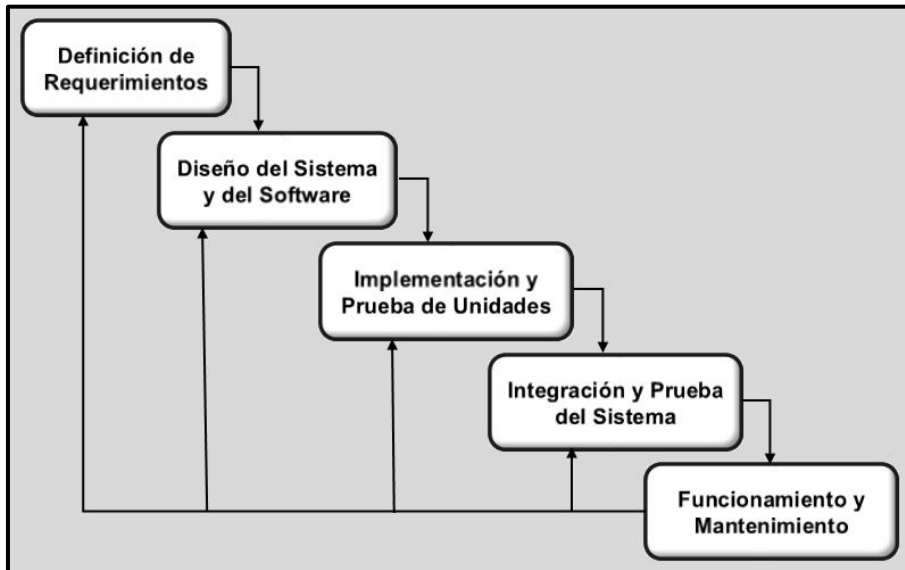 Definición de
Requerimientos
Diseño del Sistema
y del Software
Implementación y
Prueba de Unidades
Integración y Prueba
del Sistema
Funcionamiento y
Mantenimiento